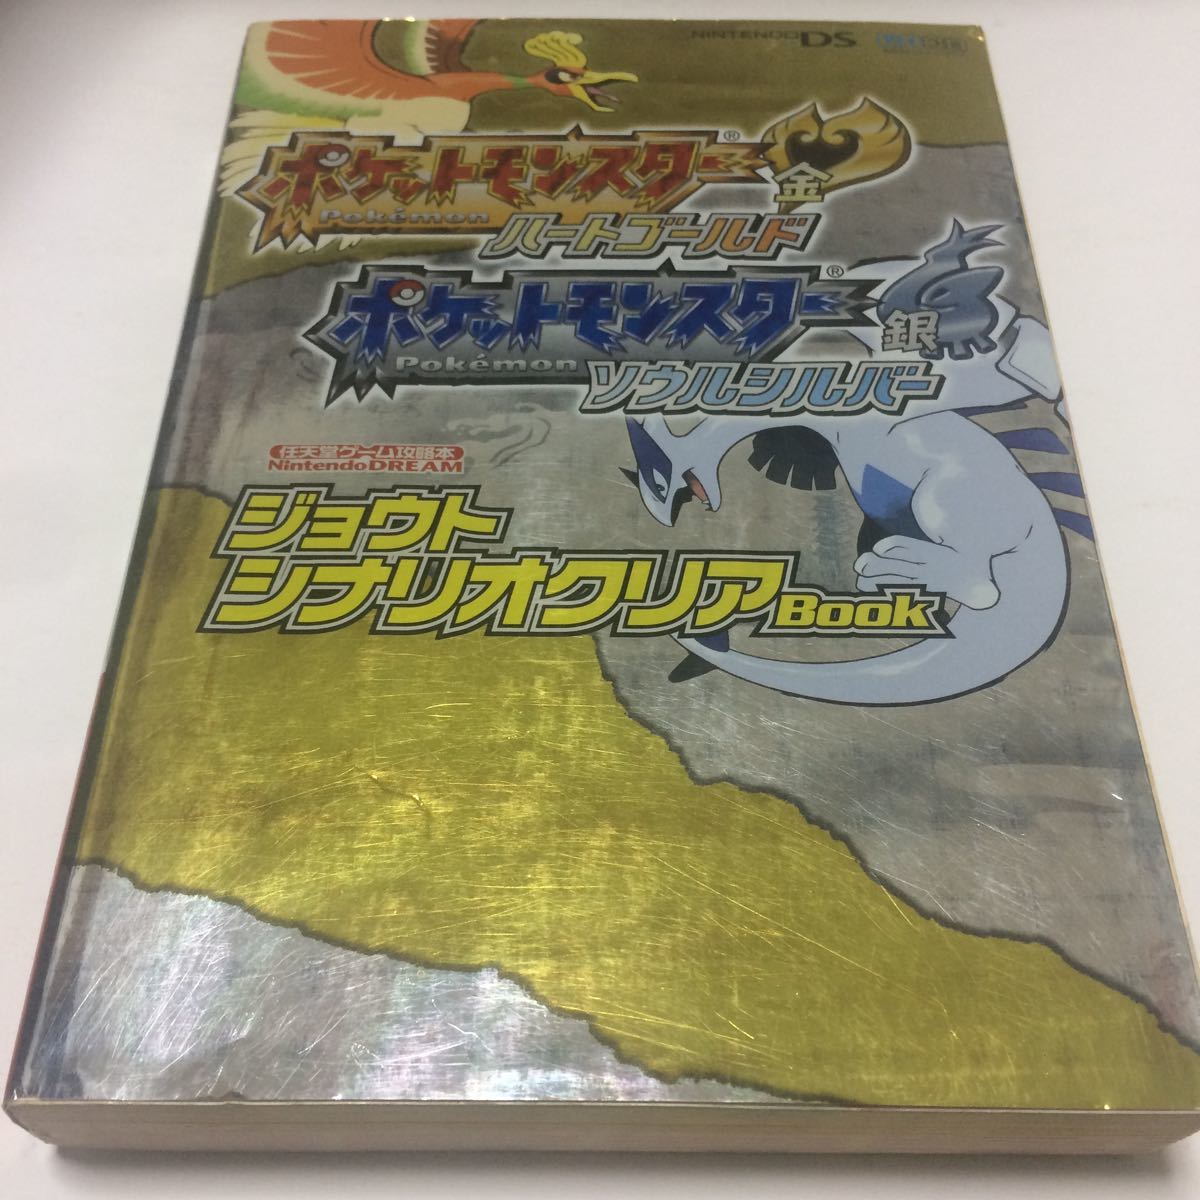 NINTENDO DS
ポケットモンスター®
金
Pokémon
ハートゴールド
ポケットモンスター®
銀
Pokémon
ソウルシルバー
任天堂ゲーム攻略本
Nintendo DREAM
ジョウト
シナリオクリアBook